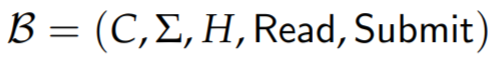 ℬ = (C, Σ, H, Read, Submit)